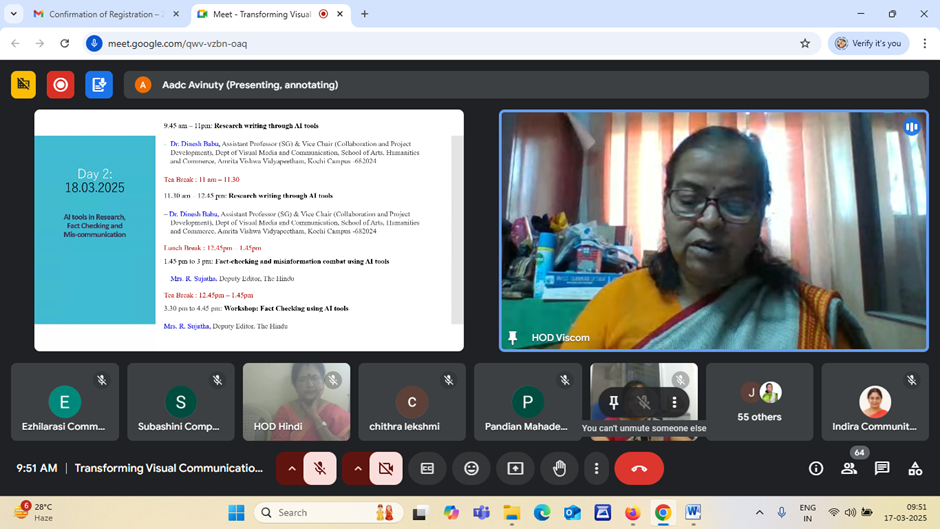 Confirmation of Registration – 2
Meet - Transforming Visual
meet.google.com/qwv-vzbn-oaq
Verify it's you
A
Aadc Avinuty (Presenting, annotating)
Day 2:
18.03.2025
AI tools in Research,
Fact Checking and
Mis-communication
9.45 am – 11pm: Research writing through AI tools
- Dr. Dinesh Babu, Assistant Professor (SG) & Vice Chair (Collaboration and Project
Development), Dept of Visual Media and Communication, School of Arts, Humanities
and Commerce, Amrita Vishwa Vidyapeetham, Kochi Campus -682024
Tea Break : 11 am – 11.30
11.30 am – 12.45 pm: Research writing through AI tools
– Dr. Dinesh Babu, Assistant Professor (SG) & Vice Chair (Collaboration and Project
Development), Dept of Visual Media and Communication, School of Arts, Humanities
and Commerce, Amrita Vishwa Vidyapeetham, Kochi Campus -682024
Lunch Break : 12.45pm – 1.45pm
1.45 pm to 3 pm: Fact-checking and misinformation combat using AI tools
Mrs. R. Sujatha, Deputy Editor, The Hindu
Tea Break : 12.45pm – 1.45pm
3.30 pm to 4.45 pm: Workshop: Fact Checking using AI tools
Mrs. R. Sujatha, Deputy Editor, The Hindu
HOD Viscom
E
Ezhilarasi Comm...
S
Subashini Comp...
HOD Hindi
c
chithra lekshmi
P
Pandian Mahade...
You can't unmute someone else
J
55 others
Indira Communit...
9:51 AM
Transforming Visual Communicatio...
64
6
28°C
Haze
Search
ENG
IN
09:51
17-03-2025